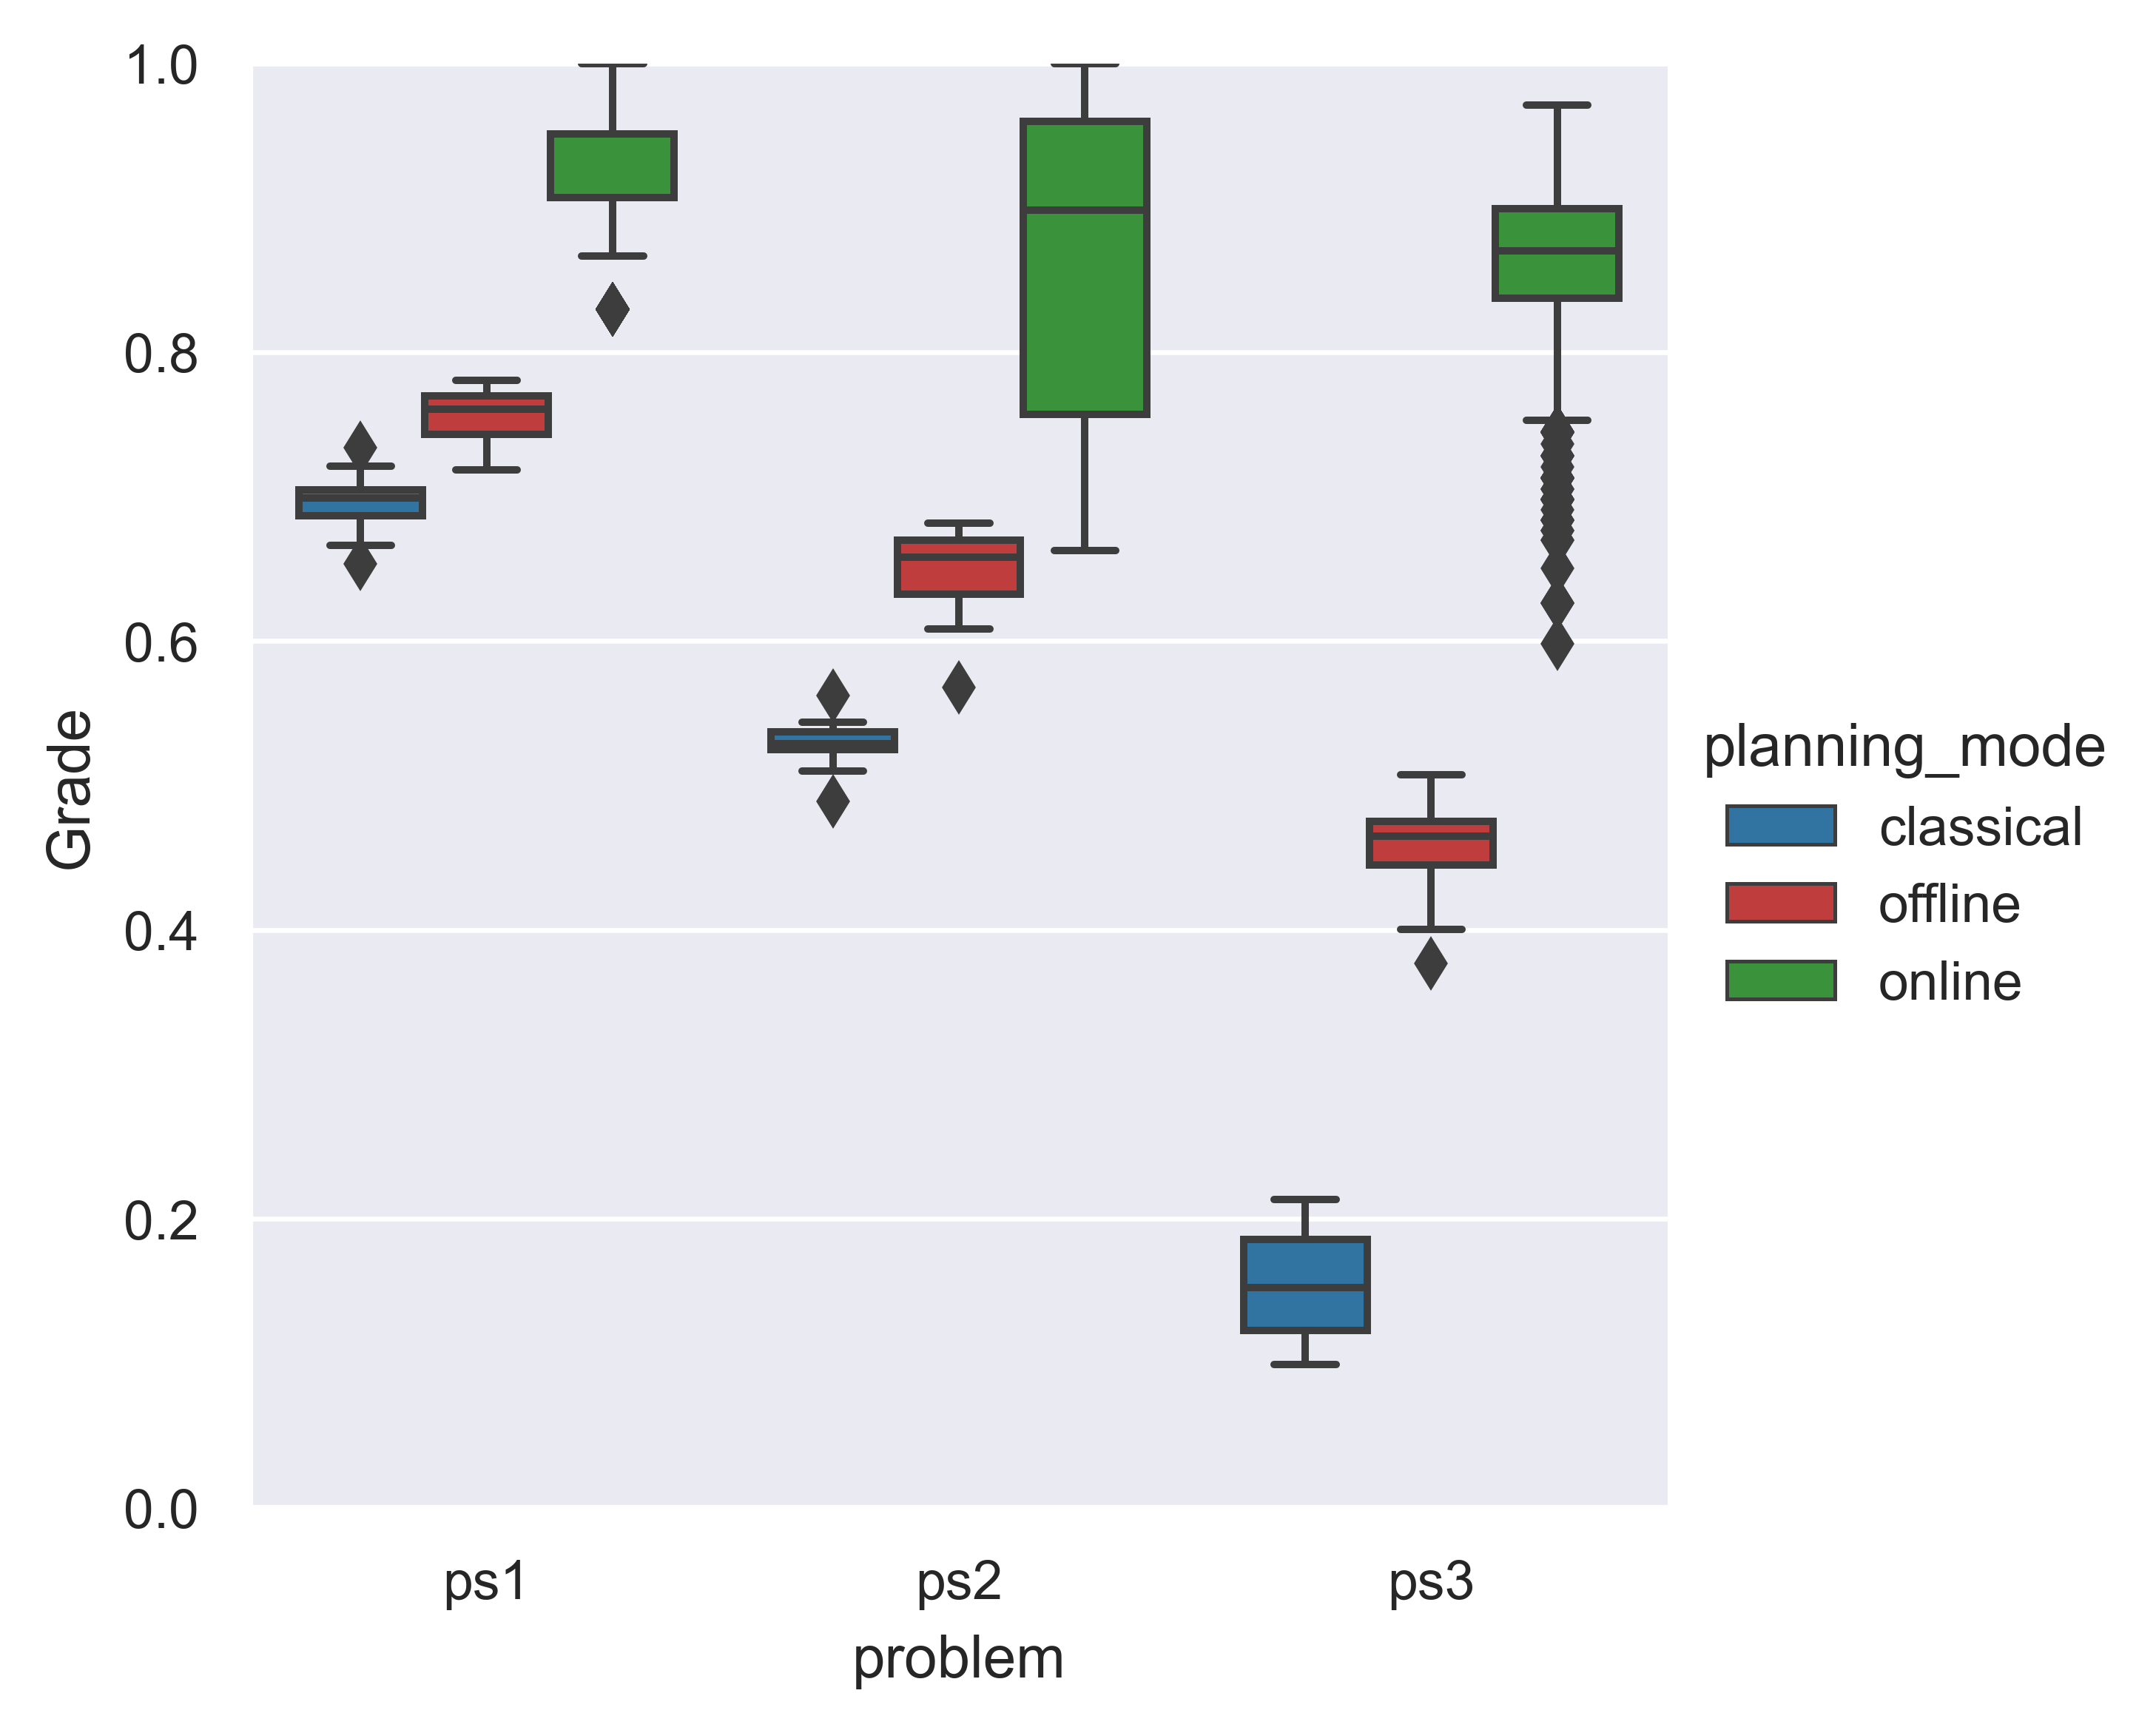 1.0
0.8
0.6
0.4
0.2
0.0
Grade
ps1
ps2
ps3
problem
planning_mode
classical
offline
online